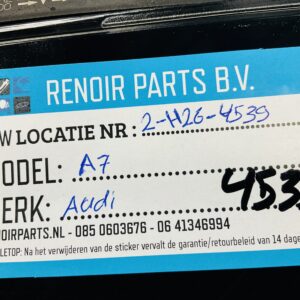 RENOIR PARTS B.V.
W LOCATIE NR : 2-H26-4539
ODEL: A7
ERK: Audi
453
OIRPARTS.NL - 085 0603676 - 06 41346994
LETOP: Na het verwijderen van de sticker vervalt de garantie/retourbeleid van 14 dage